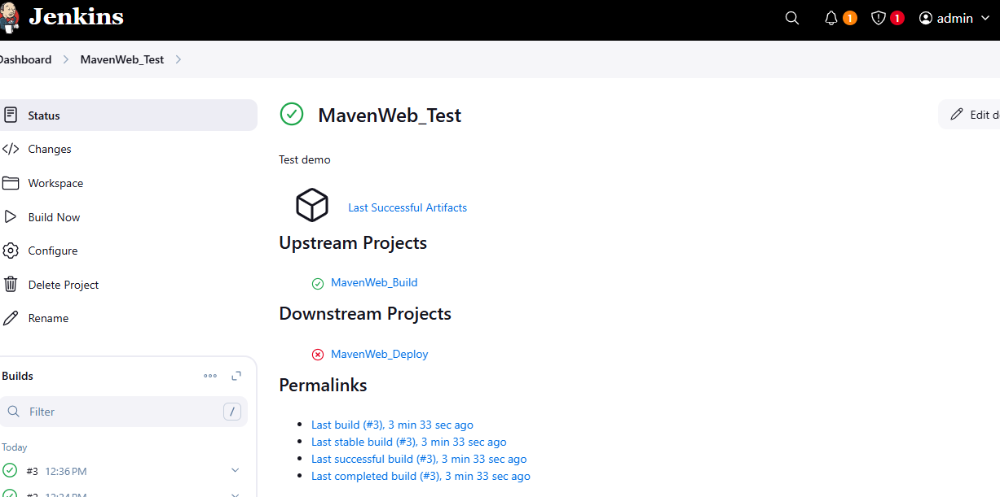 Jenkins
1
1
admin
Dashboard
MavenWeb_Test
Status
Changes
Workspace
Build Now
Configure
Delete Project
Rename
Builds
Filter
/
Today
#3 12:36 PM
MavenWeb_Test
Edit d
Test demo
Last Successful Artifacts
Upstream Projects
MavenWeb_Build
Downstream Projects
MavenWeb_Deploy
Permalinks
Last build (#3), 3 min 33 sec ago
Last stable build (#3), 3 min 33 sec ago
Last successful build (#3), 3 min 33 sec ago
Last completed build (#3), 3 min 33 sec ago